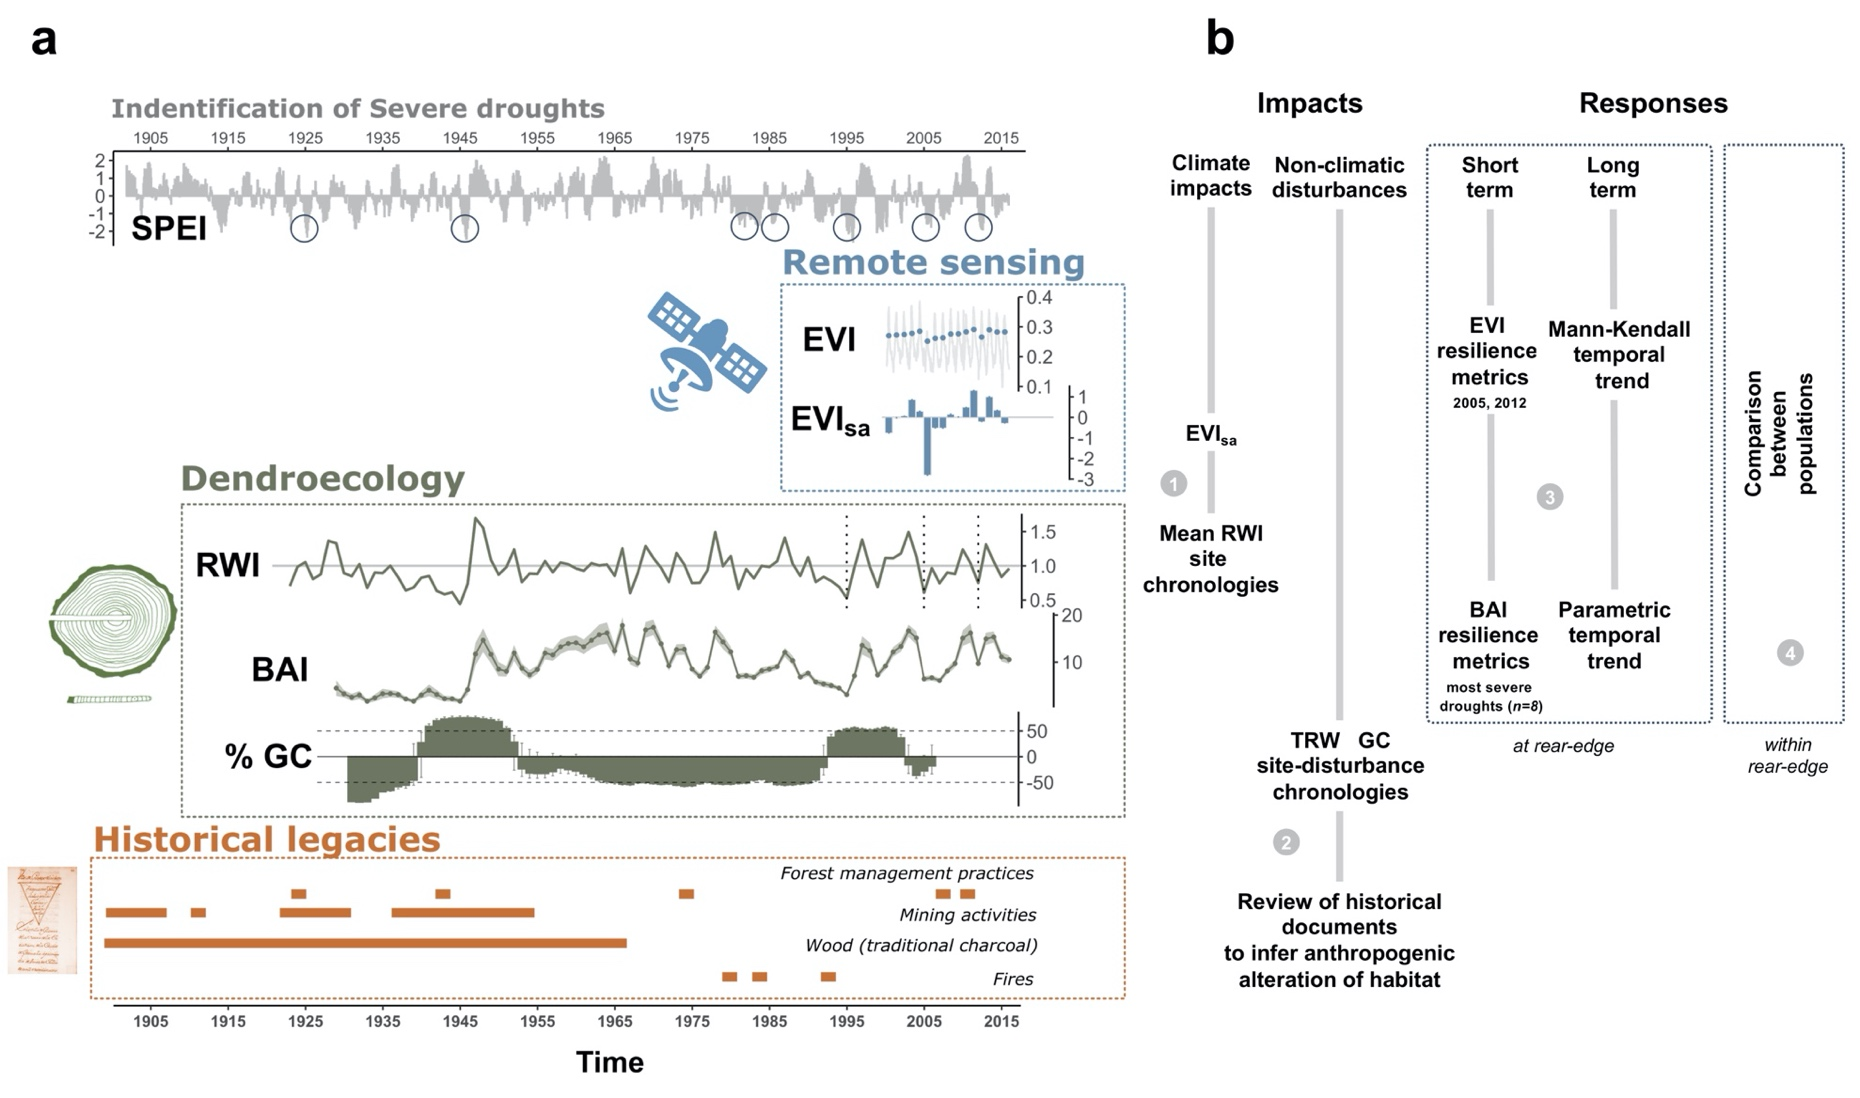 a
Indentification of Severe droughts
1905 1915 1925 1935 1945 1955 1965 1975 1985 1995 2005 2015
2
1
0
-1
-2
SPEI
Remote sensing
EVI
0.4
0.3
0.2
0.1
EVIsa
1
0
-1
-2
-3
Dendroecology
RWI
1.5
1.0
0.5
BAI
20
10
% GC
50
0
-50
Historical legacies
Forest management practices
Mining activities
Wood (traditional charcoal)
Fires
1905 1915 1925 1935 1945 1955 1965 1975 1985 1995 2005 2015
Time
b
Impacts
Responses
Climate
impacts
Non-climatic
disturbances
Short
term
Long
term
EVIsa
1
Mean RWI
site
chronologies
TRW GC
site-disturbance
chronologies
2
Review of historical
documents
to infer anthropogenic
alteration of habitat
EVI
resilience
metrics
2005, 2012
Mann-Kendall
temporal
trend
3
BAI
resilience
metrics
most severe
droughts (n=8)
Parametric
temporal
trend
at rear-edge
Comparison
between
populations
4
within
rear-edge